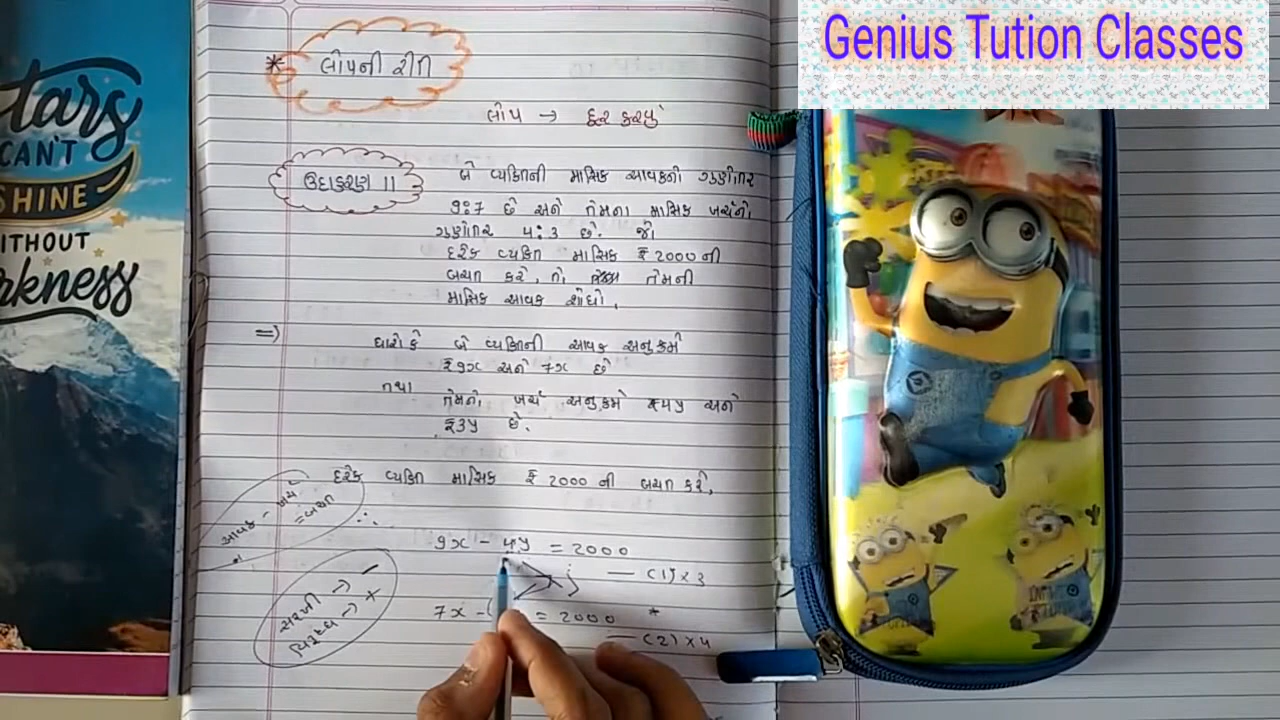 Genius Tution Classes
tars
CAN'T
SHINE
WITHOUT
rkness
* લોપની રીત
લોપ → દૂર કરવું
ઉદાહરણ 11
બે વ્યક્તિની માસિક આવકનો ગુણોત્તર
9:7 છે અને તેમના માસિક ખર્ચનો
ગુણોત્તર 4:3 છે. જો
દરેક વ્યક્તિ માસિક ₹ 2000 ની
બચત કરે, તો તેમની
માસિક આવક શોધો.
⇒) ધારો કે બે વ્યક્તિની આવક અનુક્રમે
₹9x અને 7x છે
તથા તેમનો ખર્ચ અનુક્રમે ₹4y અને
₹3y છે.
દરેક વ્યક્તિ માસિક ₹ 2000 ની બચત કરે,
આવક - ખર્ચ
= બચત
∴
9x - 4y = 2000
— (1) × 3
7x - = 2000 *
— (2) × 4
સરખી → -
વિરુદ્ધ → +